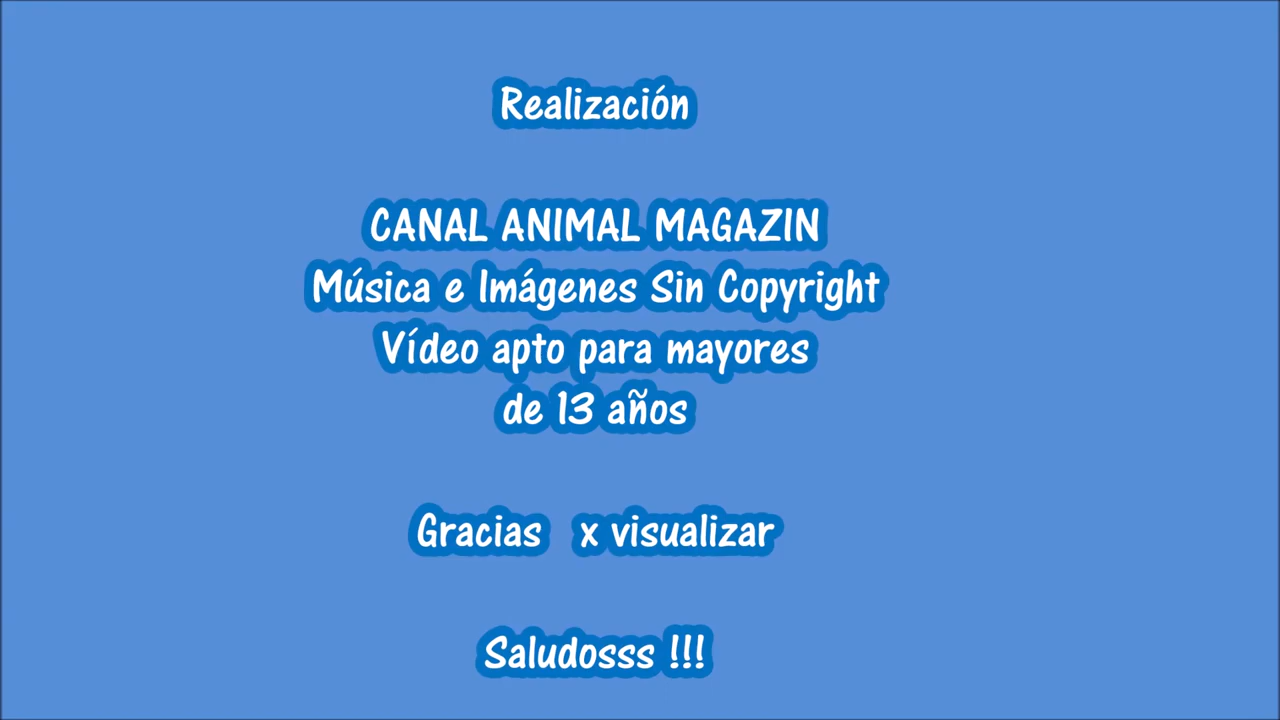 Realización
CANAL ANIMAL MAGAZIN
Música e Imágenes Sin Copyright
Vídeo apto para mayores
de 13 años
Gracias x visualizar
Saludosss !!!